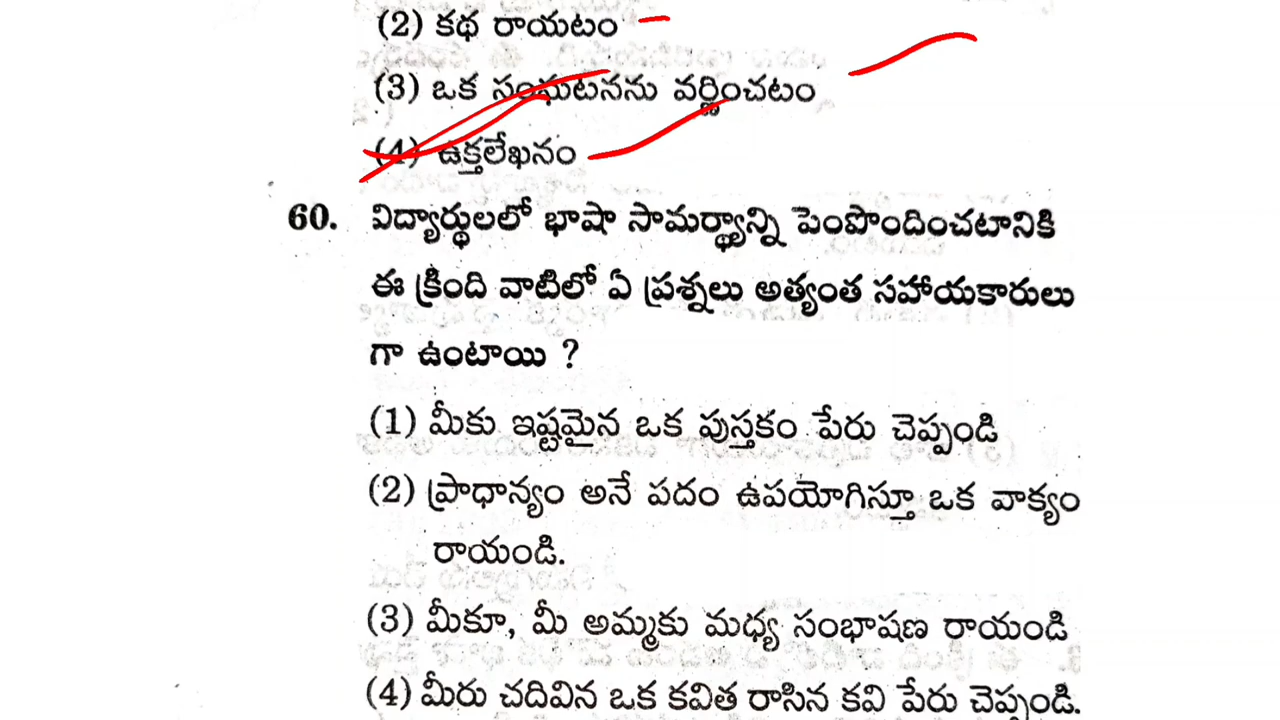 (2) కథ రాయటం
(3) ఒక సంఘటనను వర్ణించటం
(4) ఉక్తలేఖనం
60. విద్యార్థులలో భాషా సామర్థ్యాన్ని పెంపొందించటానికి
ఈ క్రింది వాటిలో ఏ ప్రశ్నలు అత్యంత సహాయకారులు
గా ఉంటాయి ?
(1) మీకు ఇష్టమైన ఒక పుస్తకం పేరు చెప్పండి
(2) ప్రాధాన్యం అనే పదం ఉపయోగిస్తూ ఒక వాక్యం
రాయండి.
(3) మీకూ, మీ అమ్మకు మధ్య సంభాషణ రాయండి
(4) మీరు చదివిన ఒక కవిత రాసిన కవి పేరు చెప్పండి.